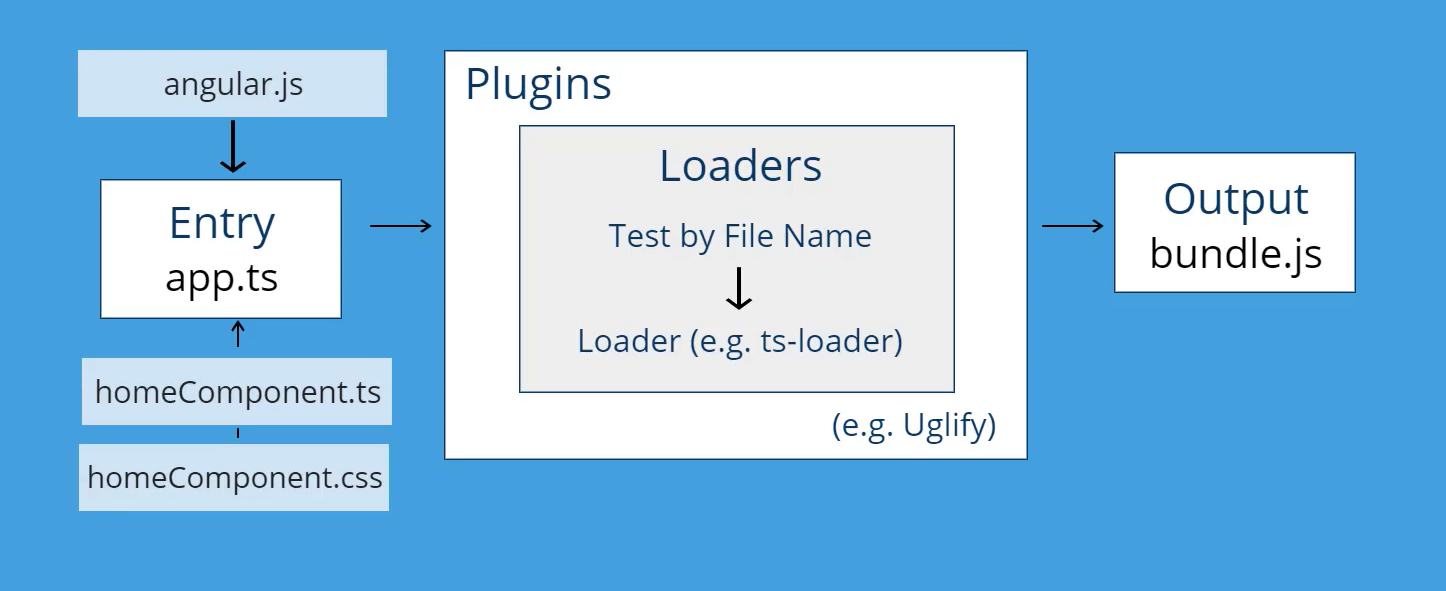 angular.js
Entry
app.ts
homeComponent.ts
homeComponent.css
Plugins
Loaders
Test by File Name
Loader (e.g. ts-loader)
(e.g. Uglify)
Output
bundle.js